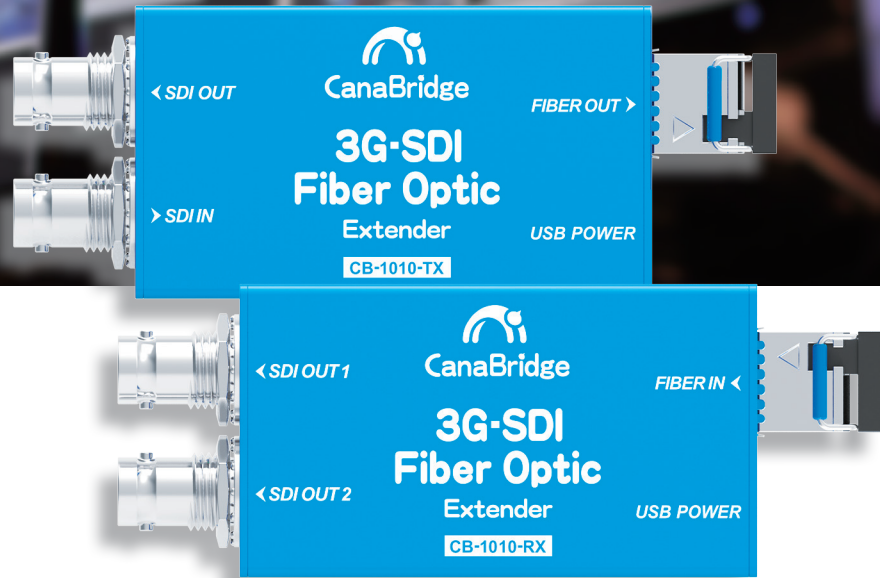 CanaBridge
< SDI OUT
FIBER OUT >
3G-SDI
Fiber Optic
> SDI IN
Extender
USB POWER
CB-1010-TX
CanaBridge
< SDI OUT 1
FIBER IN <
3G-SDI
Fiber Optic
< SDI OUT 2
Extender
USB POWER
CB-1010-RX